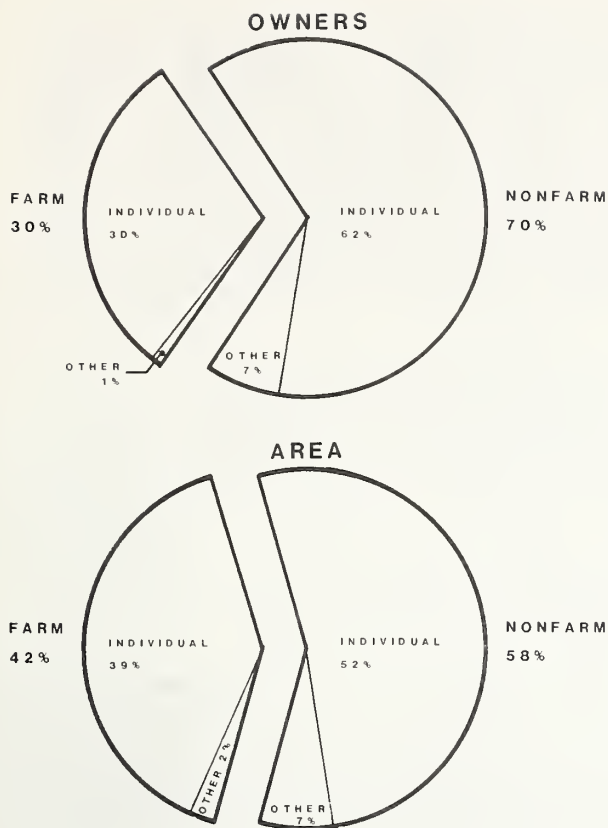 OWNERS
FARM
30%
INDIVIDUAL
30%
OTHER
1%
INDIVIDUAL
62%
OTHER
7%
NONFARM
70%
AREA
FARM
42%
INDIVIDUAL
39%
OTHER 2%
INDIVIDUAL
52%
OTHER
7%
NONFARM
58%